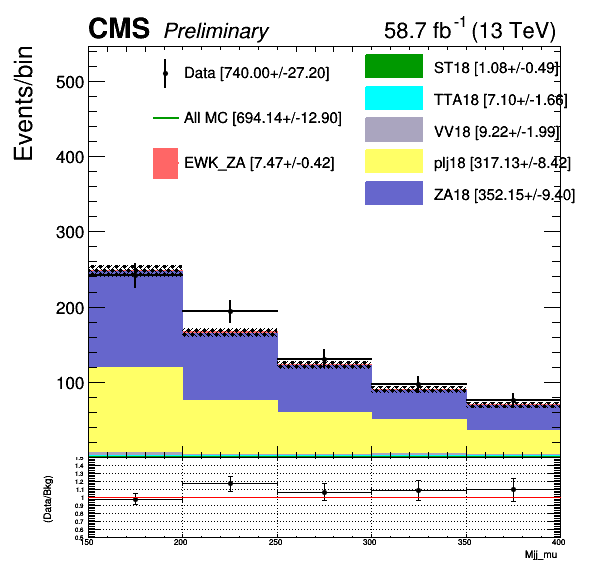 CMS Preliminary 58.7 fb⁻¹ (13 TeV)
Events/bin
500
400
300
200
100
Data [740.00+/-27.20]
All MC [694.14+/-12.90]
EWK_ZA [7.47+/-0.42]
ST18 [1.08+/-0.49]
TTA18 [7.10+/-1.66]
VV18 [9.22+/-1.99]
plj18 [317.13+/-8.42]
ZA18 [352.15+/-9.40]
(Data/Bkg)
1.5
1.4
1.3
1.2
1.1
1
0.9
0.8
0.7
0.6
0.5
150 200 250 300 350 400
Mjj_mu